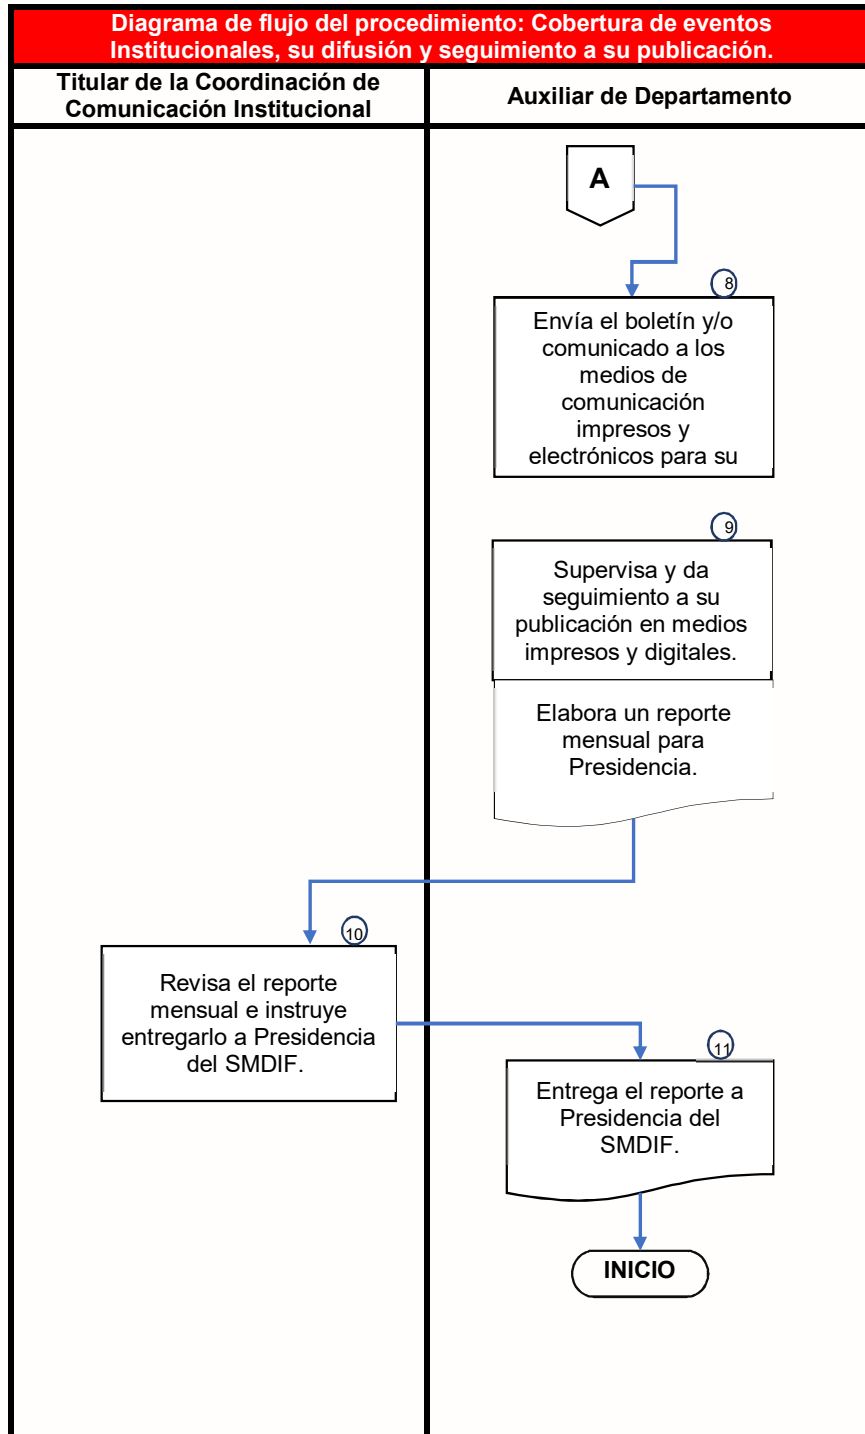 Diagrama de flujo del procedimiento: Cobertura de eventos
Institucionales, su difusión y seguimiento a su publicación.
Titular de la Coordinación de
Comunicación Institucional
Auxiliar de Departamento
A
8
Envía el boletín y/o
comunicado a los
medios de
comunicación
impresos y
electrónicos para su
9
Supervisa y da
seguimiento a su
publicación en medios
impresos y digitales.
Elabora un reporte
mensual para
Presidencia.
10
Revisa el reporte
mensual e instruye
entregarlo a Presidencia
del SMDIF.
11
Entrega el reporte a
Presidencia del
SMDIF.
INICIO